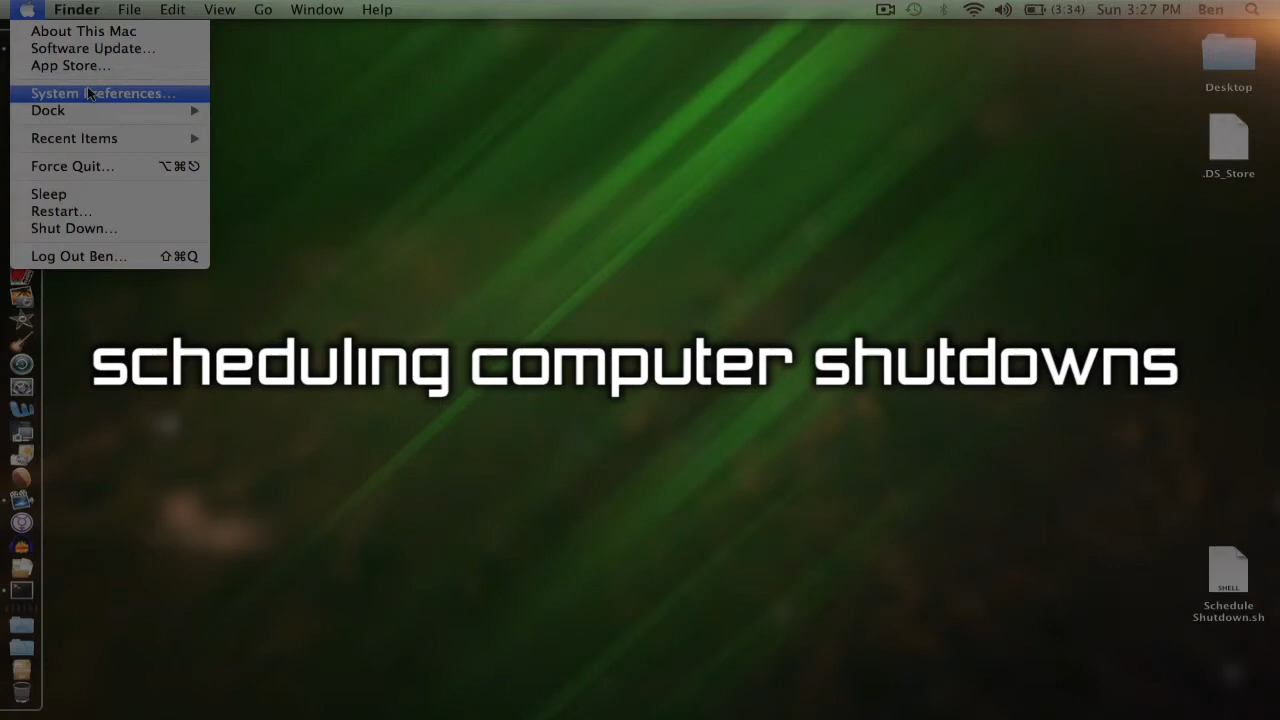 Finder File Edit View Go Window Help (3:34) Sun 3:27 PM Ben
About This Mac
Software Update...
App Store...
System Preferences...
Dock
Recent Items
Force Quit... ⌥⌘⎋
Sleep
Restart...
Shut Down...
Log Out Ben... ⇧⌘Q
Desktop
.DS_Store
scheduling computer shutdowns
SHELL
Schedule
Shutdown.sh